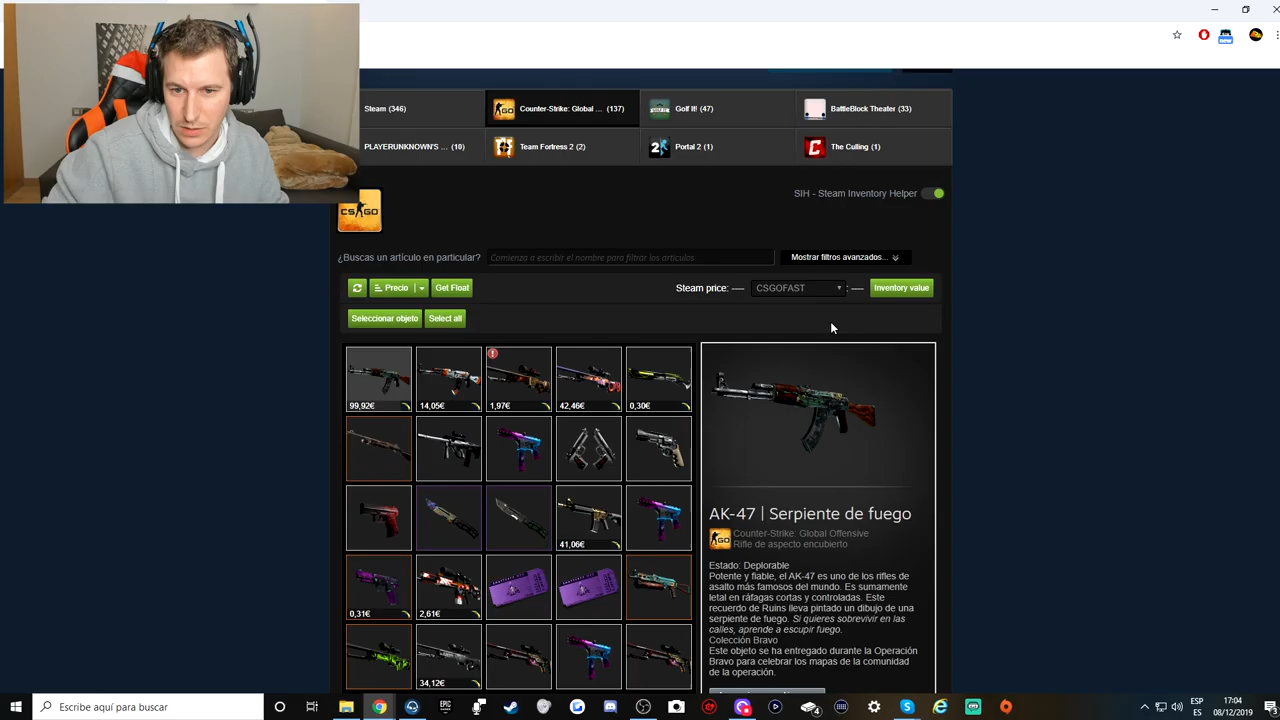 new
Steam (346)
Counter-Strike: Global ... (137)
Golf It! (47)
BattleBlock Theater (33)
PLAYERUNKNOWN'S ... (10)
Team Fortress 2 (2)
Portal 2 (1)
The Culling (1)
SIH - Steam Inventory Helper
CS GO
¿Buscas un artículo en particular?
Comienza a escribir el nombre para filtrar los artículos
Mostrar filtros avanzados...
Precio
Get Float
Steam price: ----
CSGOFAST
: ----
Inventory value
Seleccionar objeto
Select all
99,92€
14,05€
1,97€
42,46€
0,30€
41,06€
0,31€
2,61€
34,12€
AK-47 | Serpiente de fuego
Counter-Strike: Global Offensive
Rifle de aspecto encubierto
Estado: Deplorable
Potente y fiable, el AK-47 es uno de los rifles de
asalto más famosos del mundo. Es sumamente
letal en ráfagas cortas y controladas. Este
recuerdo de Ruins lleva pintado un dibujo de una
serpiente de fuego. Si quieres sobrevivir en las
calles, aprende a escupir fuego.
Colección Bravo
Este objeto se ha entregado durante la Operación
Bravo para celebrar los mapas de la comunidad
de la operación.
Escribe aquí para buscar
EPIC
4
ES
17:04
08/12/2019